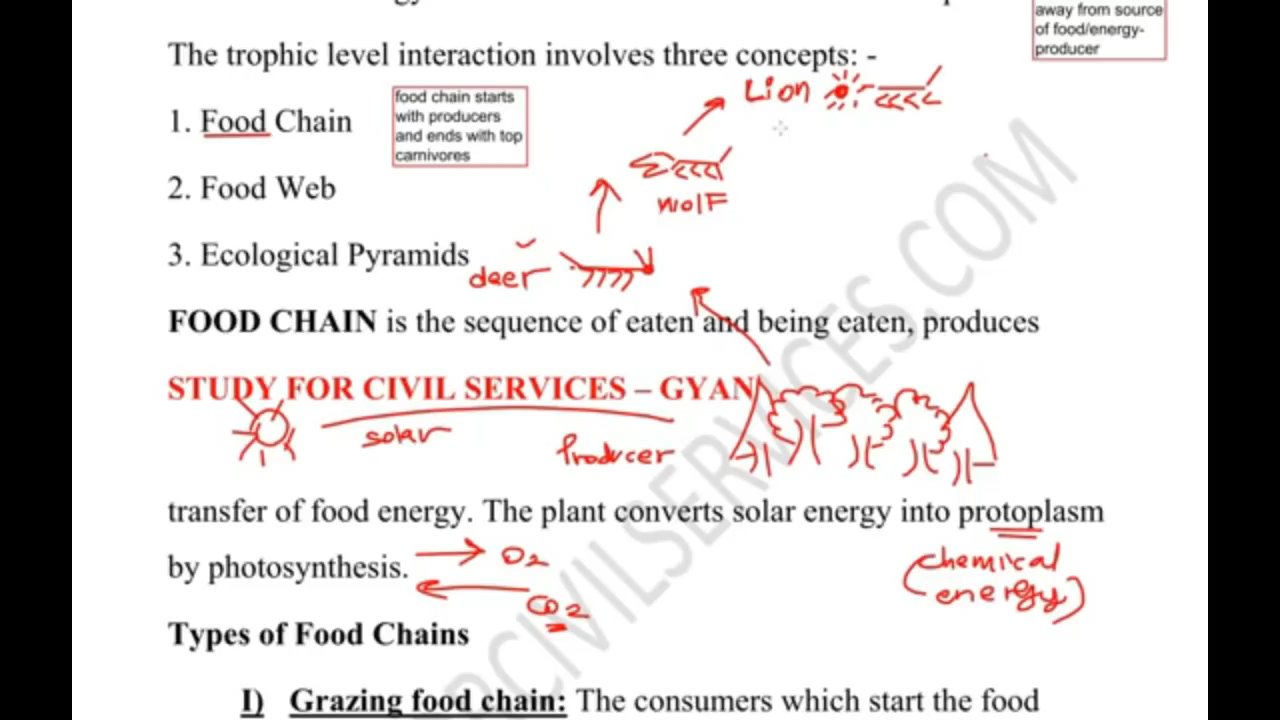 away from source
of food/energy-
producer
The trophic level interaction involves three concepts: -
Lion
food chain starts
with producers
and ends with top
carnivores
1. Food Chain
2. Food Web
wolF
3. Ecological Pyramids
deer
FOOD CHAIN is the sequence of eaten and being eaten, produces
STUDY FOR CIVIL SERVICES – GYAN
solar
Producer
transfer of food energy. The plant converts solar energy into protoplasm
by photosynthesis.
O2
CO2
(chemical
energy)
Types of Food Chains
I) Grazing food chain: The consumers which start the food
RCIVILSERVICES.COM